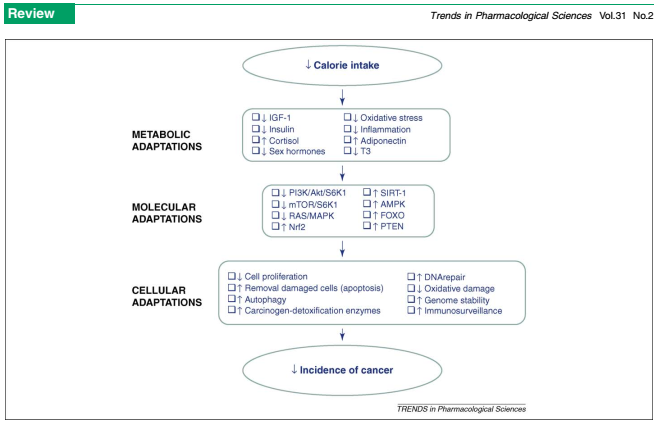 Review
Trends in Pharmacological Sciences Vol.31 No.2
↓ Calorie intake
METABOLIC
ADAPTATIONS
❑ ↓ IGF-1
❑ ↓ Insulin
❑ ↑ Cortisol
❑ ↓ Sex hormones
❑ ↓ Oxidative stress
❑ ↓ Inflammation
❑ ↑ Adiponectin
❑ ↓ T3
MOLECULAR
ADAPTATIONS
❑ ↓ PI3K/Akt/S6K1
❑ ↓ mTOR/S6K1
❑ ↓ RAS/MAPK
❑ ↑ Nrf2
❑ ↑ SIRT-1
❑ ↑ AMPK
❑ ↑ FOXO
❑ ↑ PTEN
CELLULAR
ADAPTATIONS
❑ ↓ Cell proliferation
❑ ↑ Removal damaged cells (apoptosis)
❑ ↑ Autophagy
❑ ↑ Carcinogen-detoxification enzymes
❑ ↑ DNArepair
❑ ↓ Oxidative damage
❑ ↑ Genome stability
❑ ↑ Immunosurveillance
↓ Incidence of cancer
TRENDS in Pharmacological Sciences